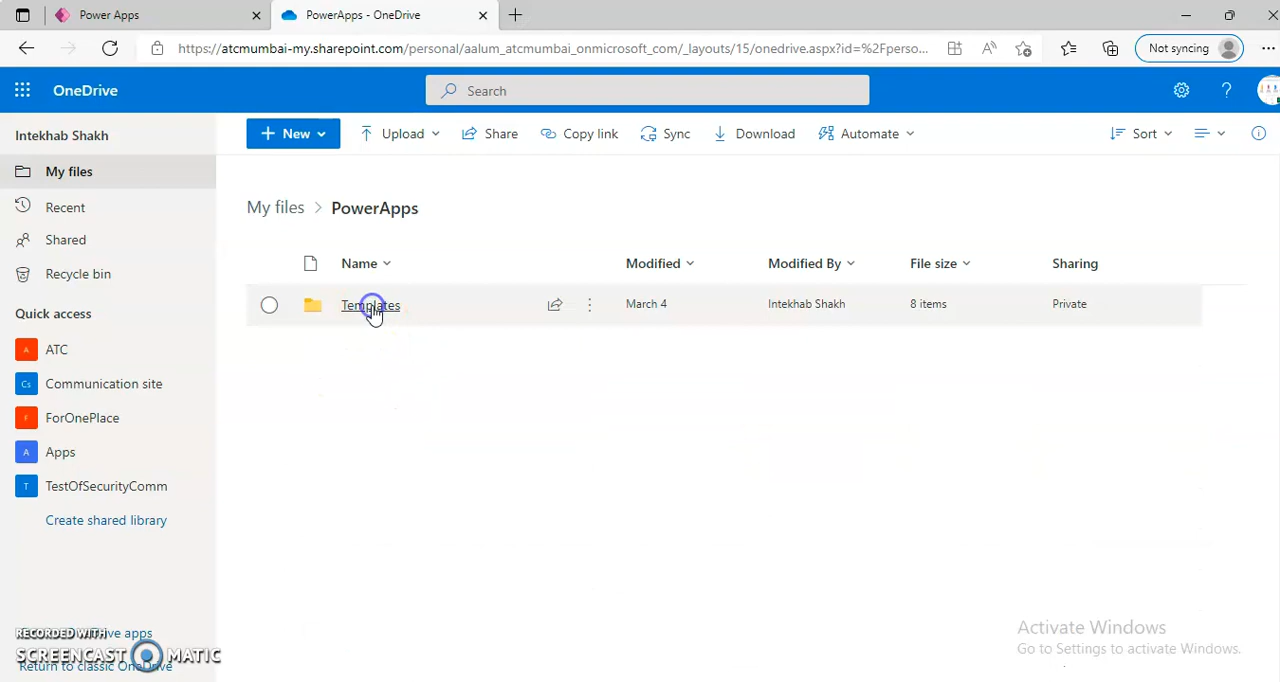 Power Apps
PowerApps - OneDrive
https://atcmumbai-my.sharepoint.com/personal/aalum_atcmumbai_onmicrosoft_com/_layouts/15/onedrive.aspx?id=%2Fperso...
Not syncing
OneDrive
Search
Intekhab Shakh
New
Upload
Share
Copy link
Sync
Download
Automate
Sort
My files
Recent
Shared
Recycle bin
Quick access
A ATC
Cs Communication site
F ForOnePlace
A Apps
T TestOfSecurityComm
Create shared library
My files > PowerApps
Name Modified Modified By File size Sharing
Templates March 4 Intekhab Shakh 8 items Private
RECORDED WITH
ve apps
SCREENCAST MATIC
Return to classic OneDrive
Activate Windows
Go to Settings to activate Windows.